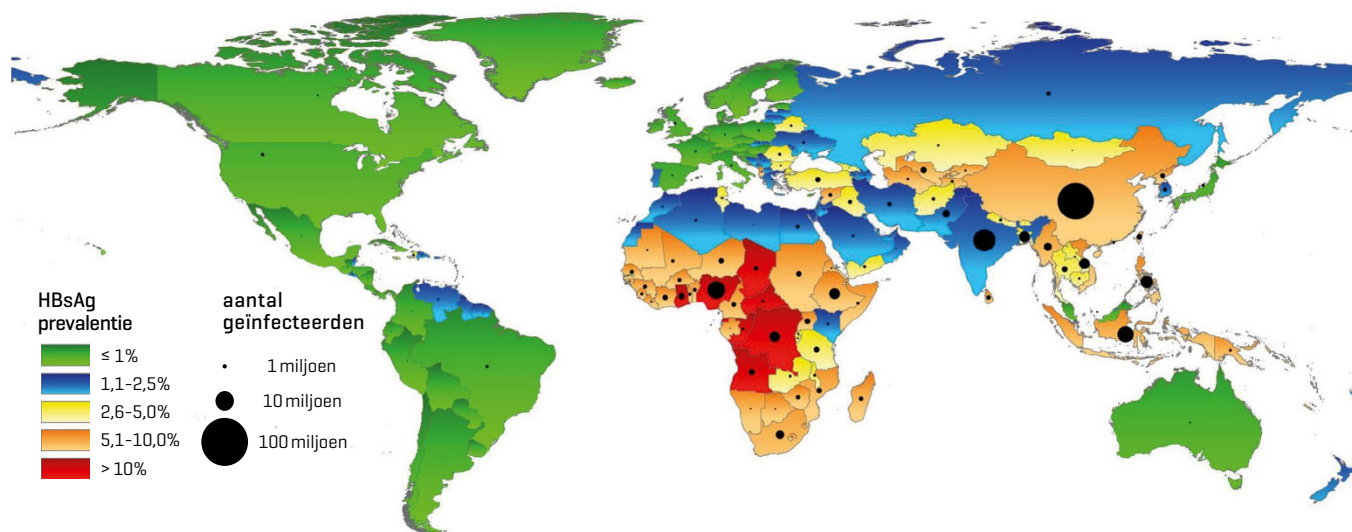 HBsAg
prevalentie
≤ 1%
1,1–2,5%
2,6–5,0%
5,1–10,0%
> 10%
aantal
geïnfecteerden
1 miljoen
10 miljoen
100 miljoen